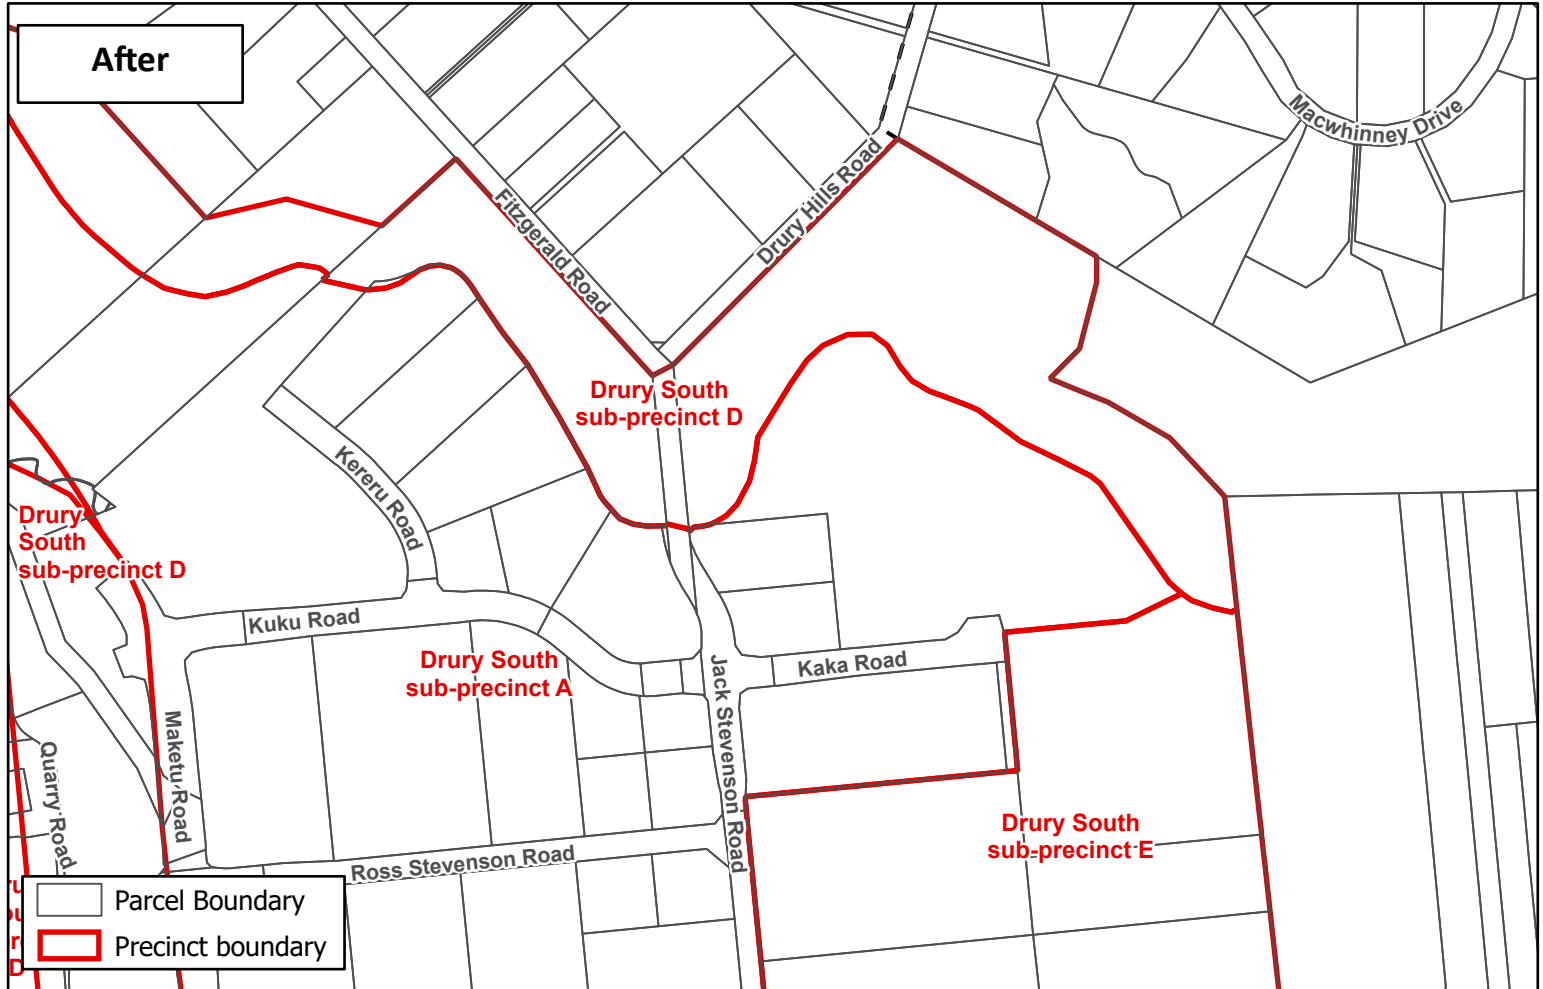 After
Macwhinney Drive
Drury Hills Road
Fitzgerald Road
Drury South
sub-precinct D
Kereru Road
Drury
South
sub-precinct D
Kuku Road
Drury South
sub-precinct A
Kaka Road
Jack Stevenson Road
Maketu Road
Quarry Road
Drury South
sub-precinct E
Ross Stevenson Road
Parcel Boundary
Precinct boundary